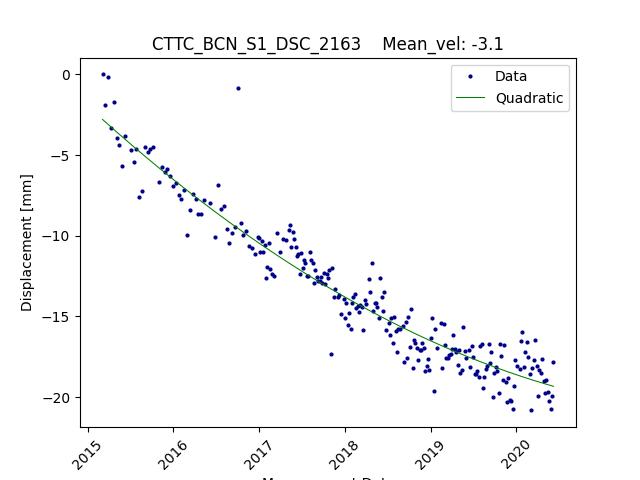 CTTC_BCN_S1_DSC_2163    Mean_vel: -3.1
Data
Quadratic
Displacement [mm]
0
−5
−10
−15
−20
2015
2016
2017
2018
2019
2020